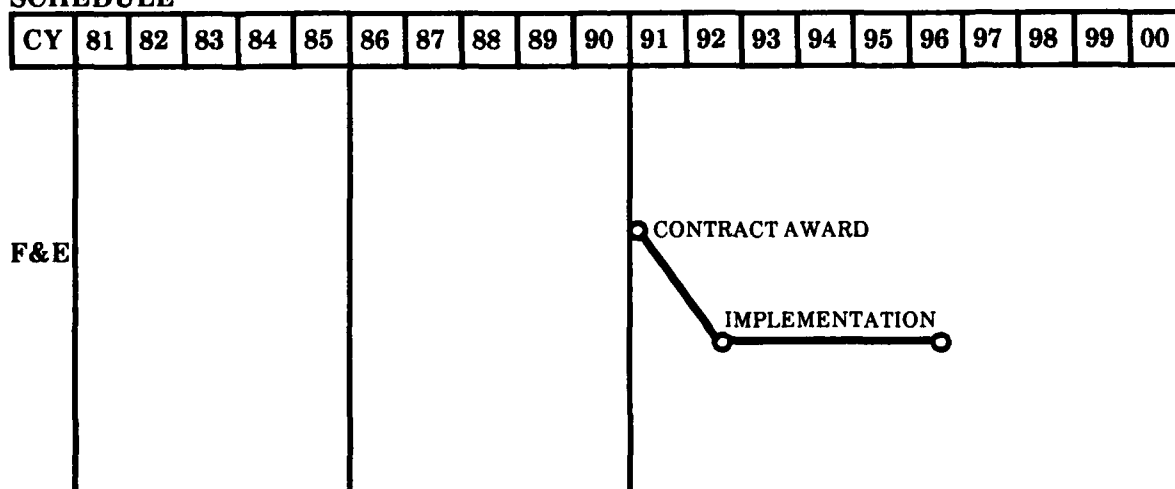 SCHEDULE
CY 81 82 83 84 85 86 87 88 89 90 91 92 93 94 95 96 97 98 99 00
CONTRACT AWARD
F&E
IMPLEMENTATION